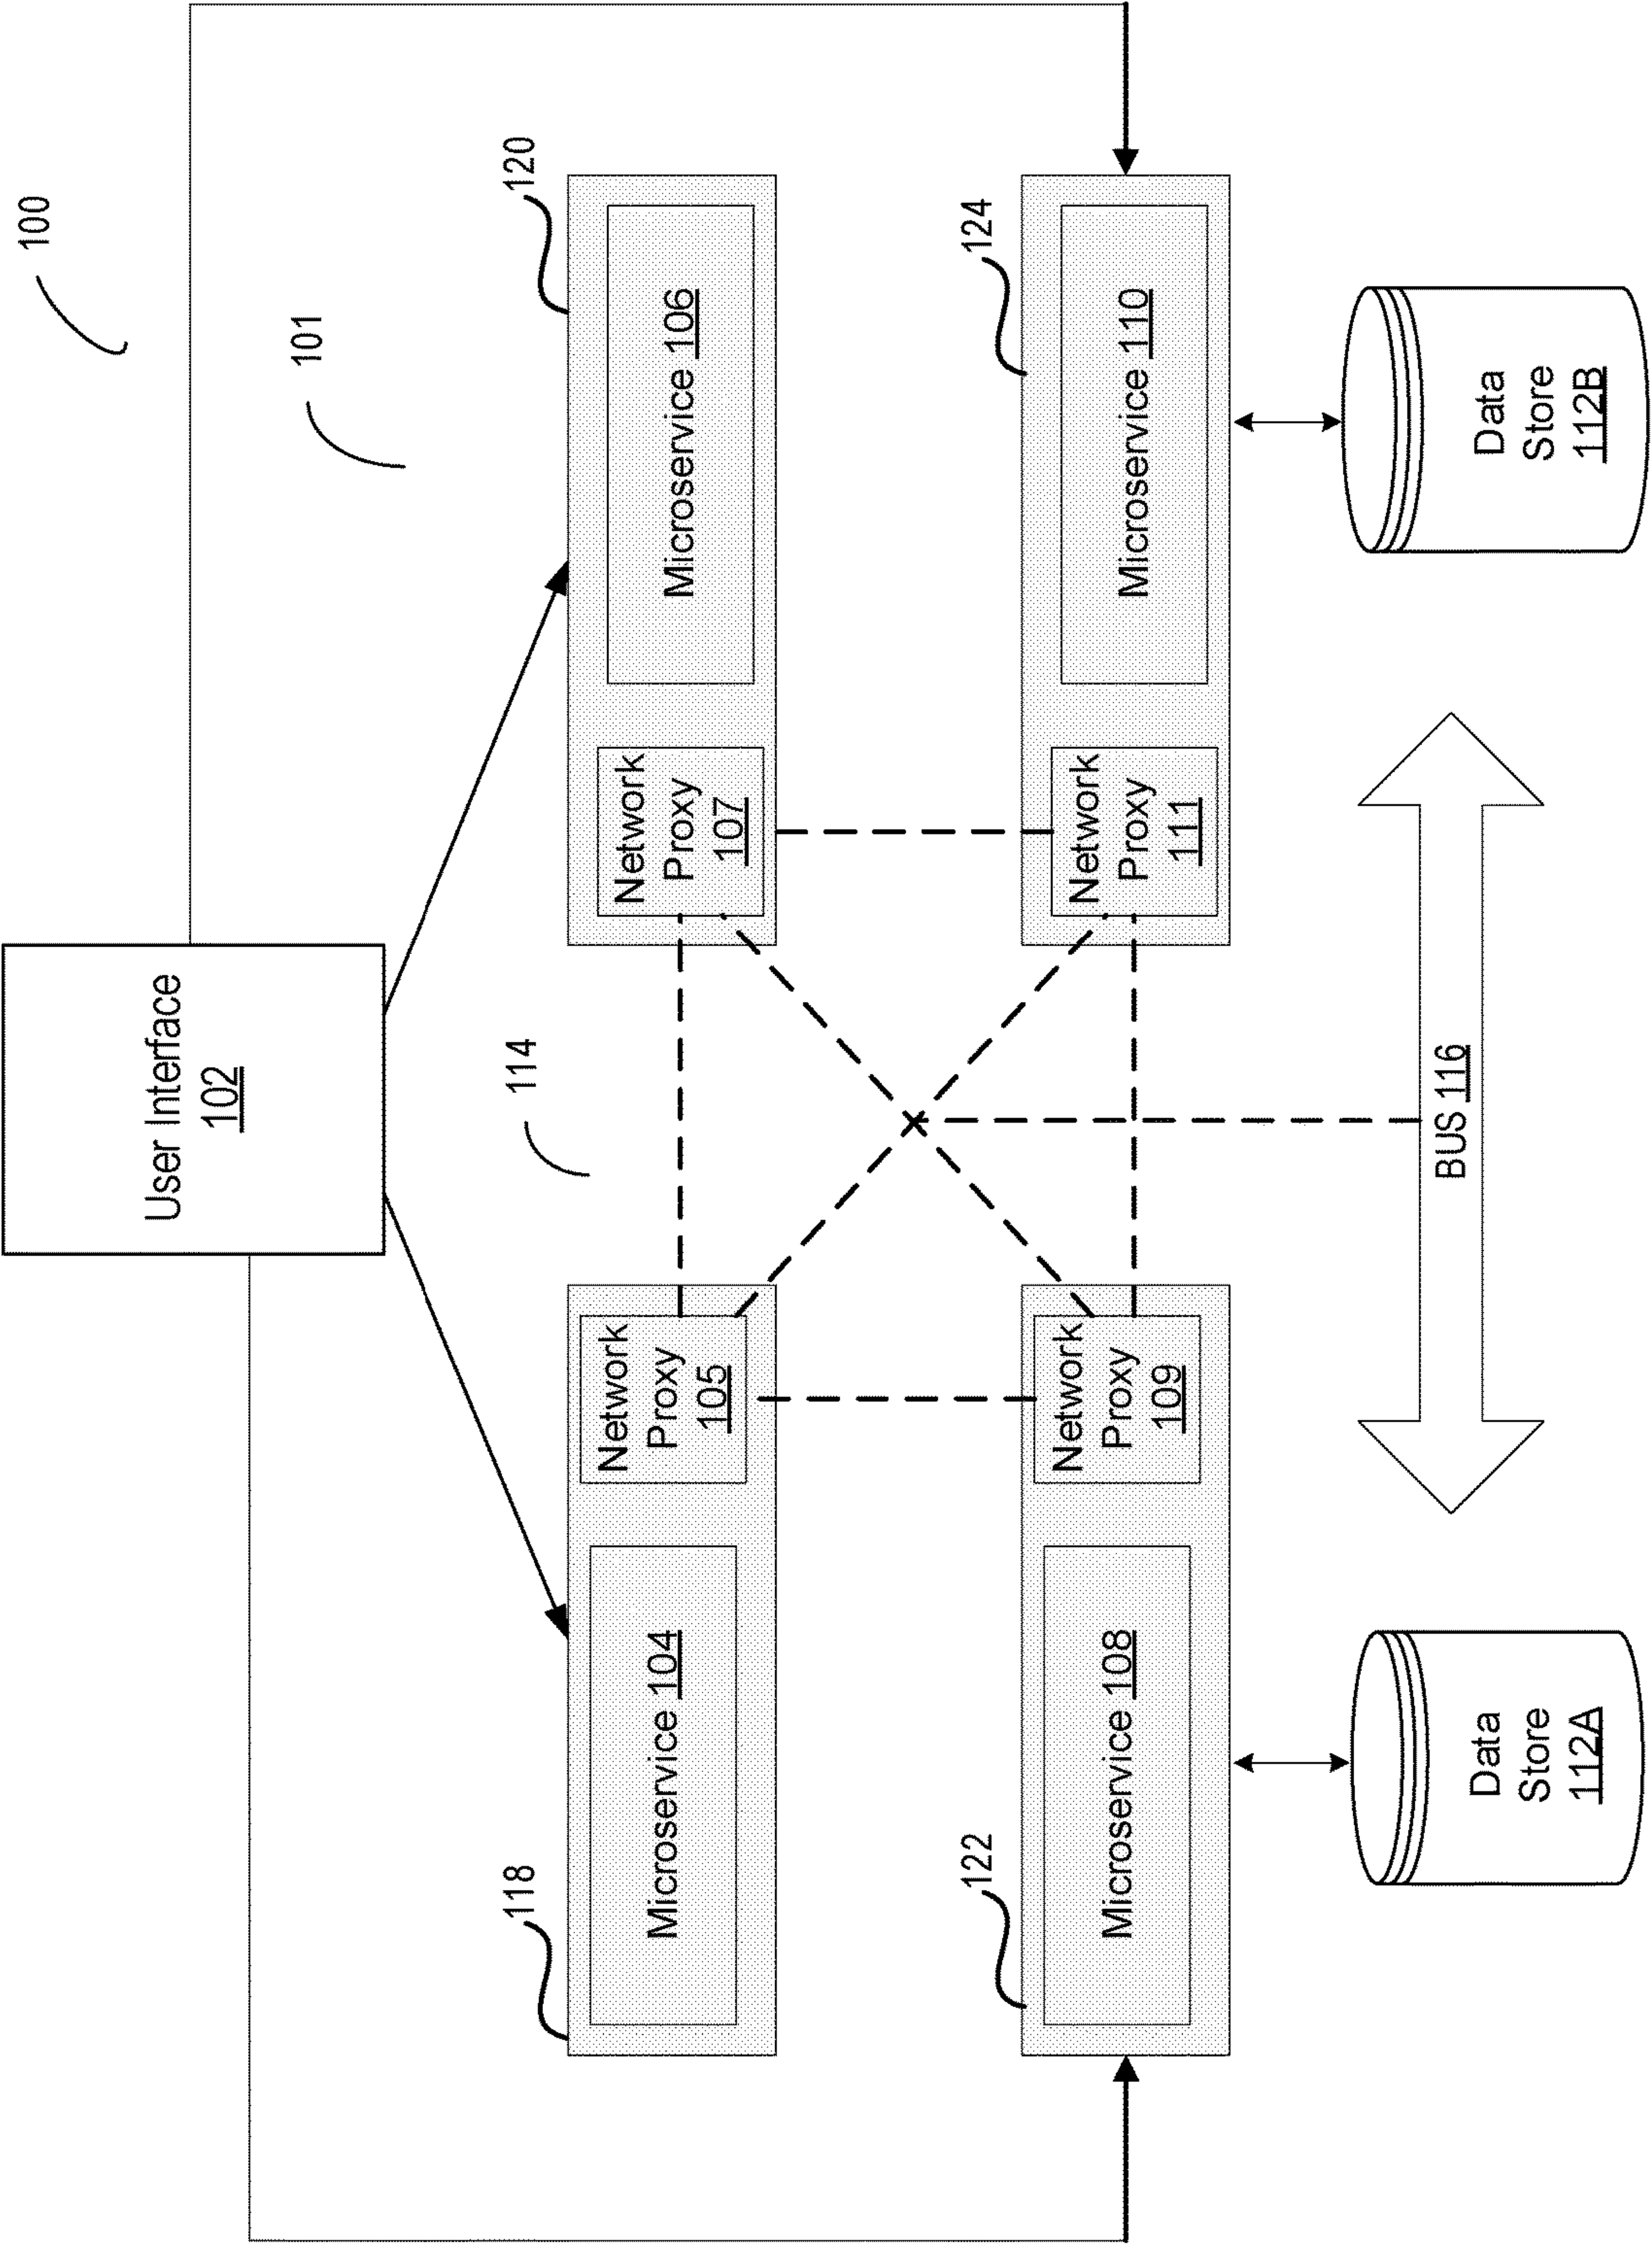 100
101
User Interface
102
118
Microservice 104
Network
Proxy
105
114
Network
Proxy
107
Microservice 106
120
122
Microservice 108
Network
Proxy
109
Network
Proxy
111
Microservice 110
124
Data
Store
112A
BUS 116
Data
Store
112B